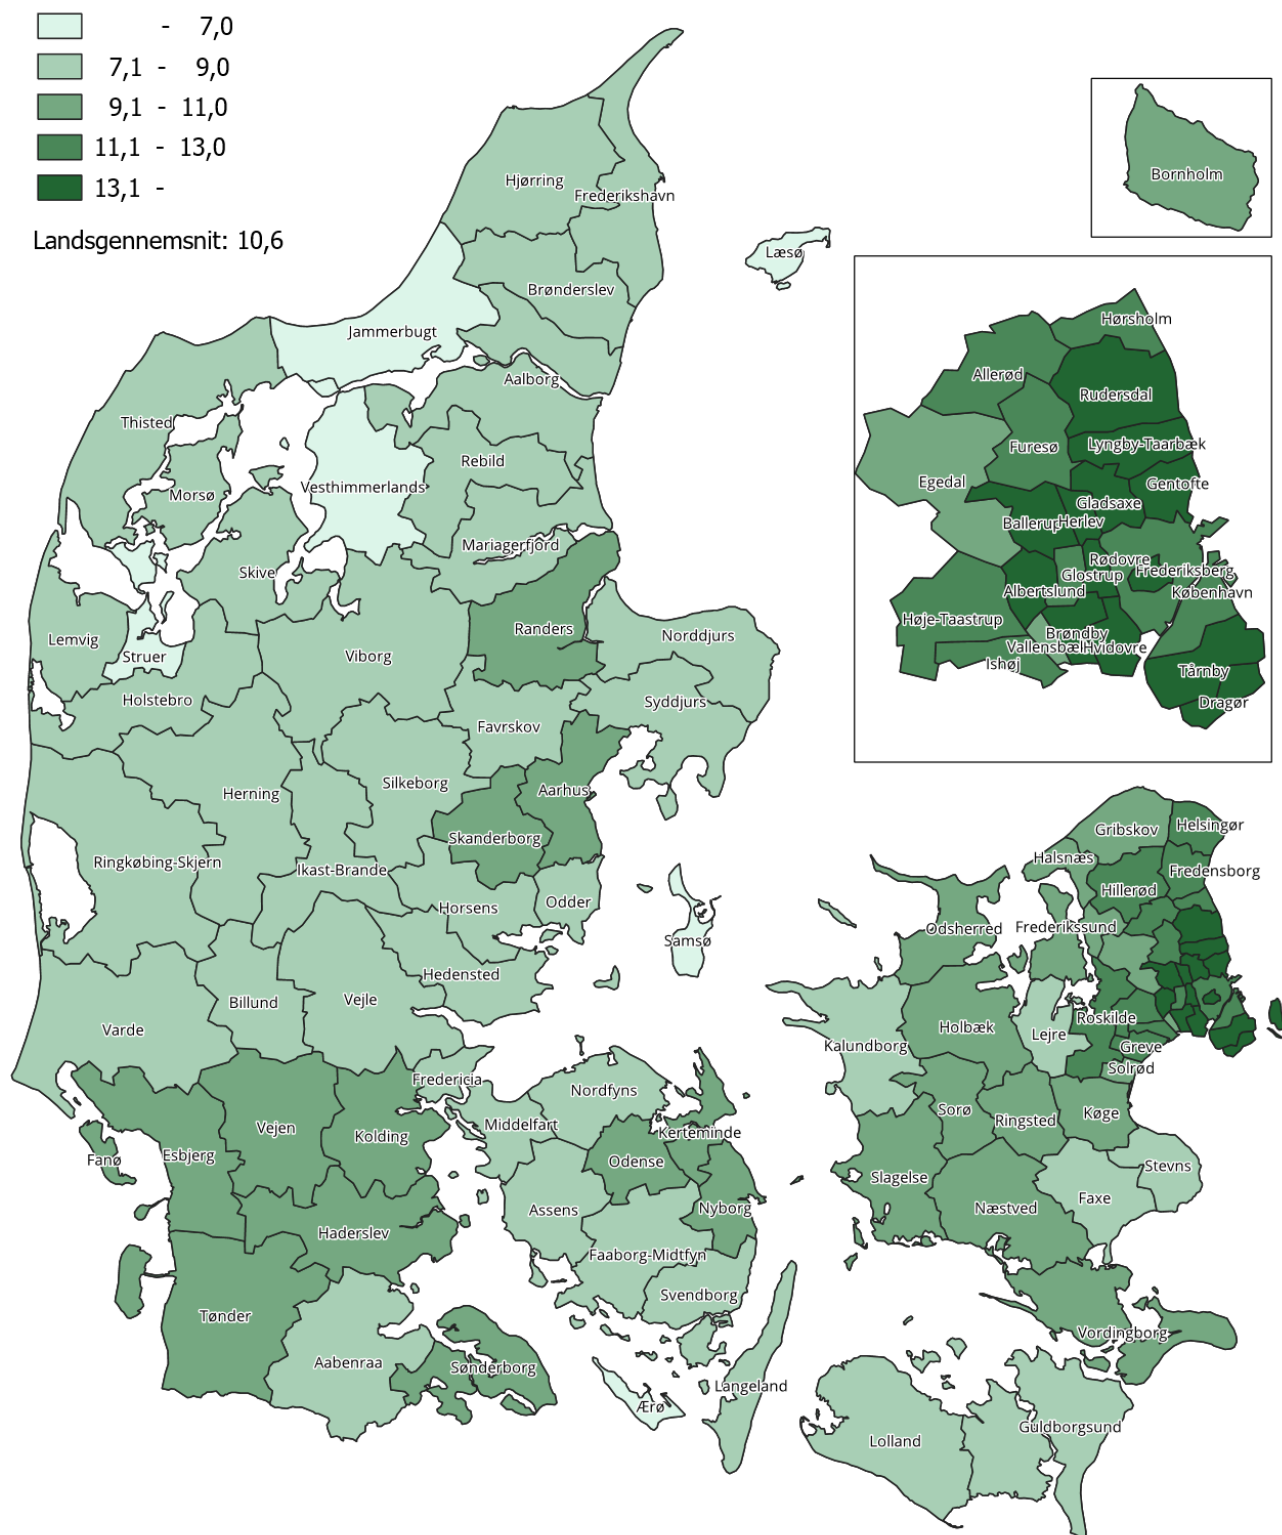 - 7,0
7,1 - 9,0
9,1 - 11,0
11,1 - 13,0
13,1 -
Landsgennemsnit: 10,6
Hjørring
Frederikshavn
Læsø
Brønderslev
Jammerbugt
Aalborg
Thisted
Rebild
Vesthimmerlands
Morsø
Mariagerfjord
Skive
Randers
Norddjurs
Lemvig
Struer
Viborg
Holstebro
Syddjurs
Favrskov
Silkeborg
Aarhus
Herning
Skanderborg
Ringkøbing-Skjern
Ikast-Brande
Odder
Horsens
Samsø
Hedensted
Billund
Vejle
Varde
Fredericia
Nordfyns
Middelfart
Vejen
Kolding
Kerteminde
Esbjerg
Fanø
Odense
Assens
Nyborg
Haderslev
Faaborg-Midtfyn
Svendborg
Tønder
Aabenraa
Sønderborg
Langeland
Ærø
Bornholm
Hørsholm
Allerød
Rudersdal
Furesø
Lyngby-Taarbæk
Egedal
Gentofte
Gladsaxe
Ballerup
Herlev
Rødovre
Frederiksberg
Glostrup
Albertslund
København
Høje-Taastrup
Brøndby
Vallensbæk
Hvidovre
Ishøj
Tårnby
Dragør
Gribskov
Helsingør
Halsnæs
Fredensborg
Hillerød
Odsherred
Frederikssund
Roskilde
Holbæk
Lejre
Kalundborg
Greve
Solrød
Sorø
Ringsted
Køge
Stevns
Slagelse
Faxe
Næstved
Vordingborg
Guldborgsund
Lolland